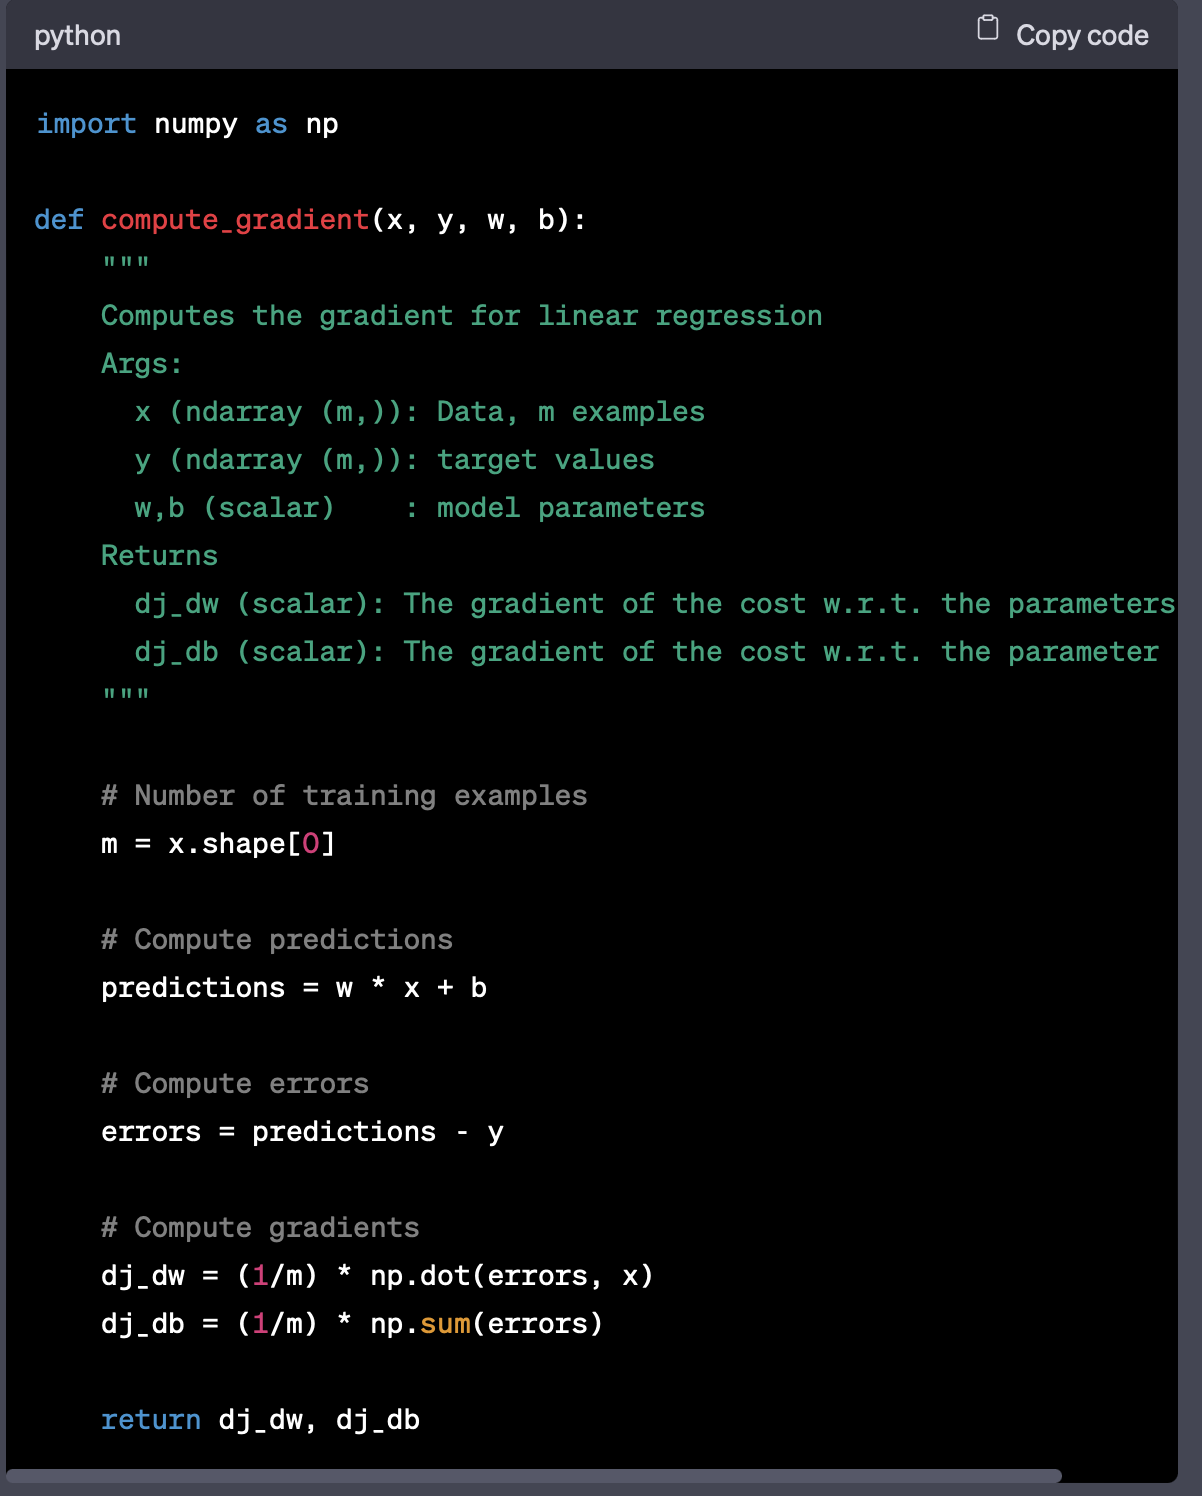 python
Copy code
import numpy as np
def compute_gradient(x, y, w, b):
    """
    Computes the gradient for linear regression
    Args:
      x (ndarray (m,)): Data, m examples
      y (ndarray (m,)): target values
      w,b (scalar)    : model parameters
    Returns
      dj_dw (scalar): The gradient of the cost w.r.t. the parameters
      dj_db (scalar): The gradient of the cost w.r.t. the parameter
    """
    # Number of training examples
    m = x.shape[0]
    # Compute predictions
    predictions = w * x + b
    # Compute errors
    errors = predictions - y
    # Compute gradients
    dj_dw = (1/m) * np.dot(errors, x)
    dj_db = (1/m) * np.sum(errors)
    return dj_dw, dj_db